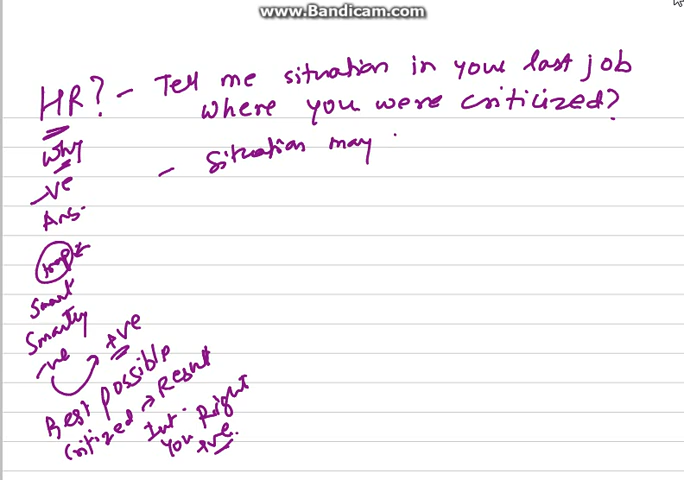 www.Bandicam.com
HR? - Tell me situation in your last job
where you were criticized?
Why
- Situation may
-ve
Ans.
Smart
Smartly
-ve +ve
Best possible
Critized → Result
Int. Right
You +ve.